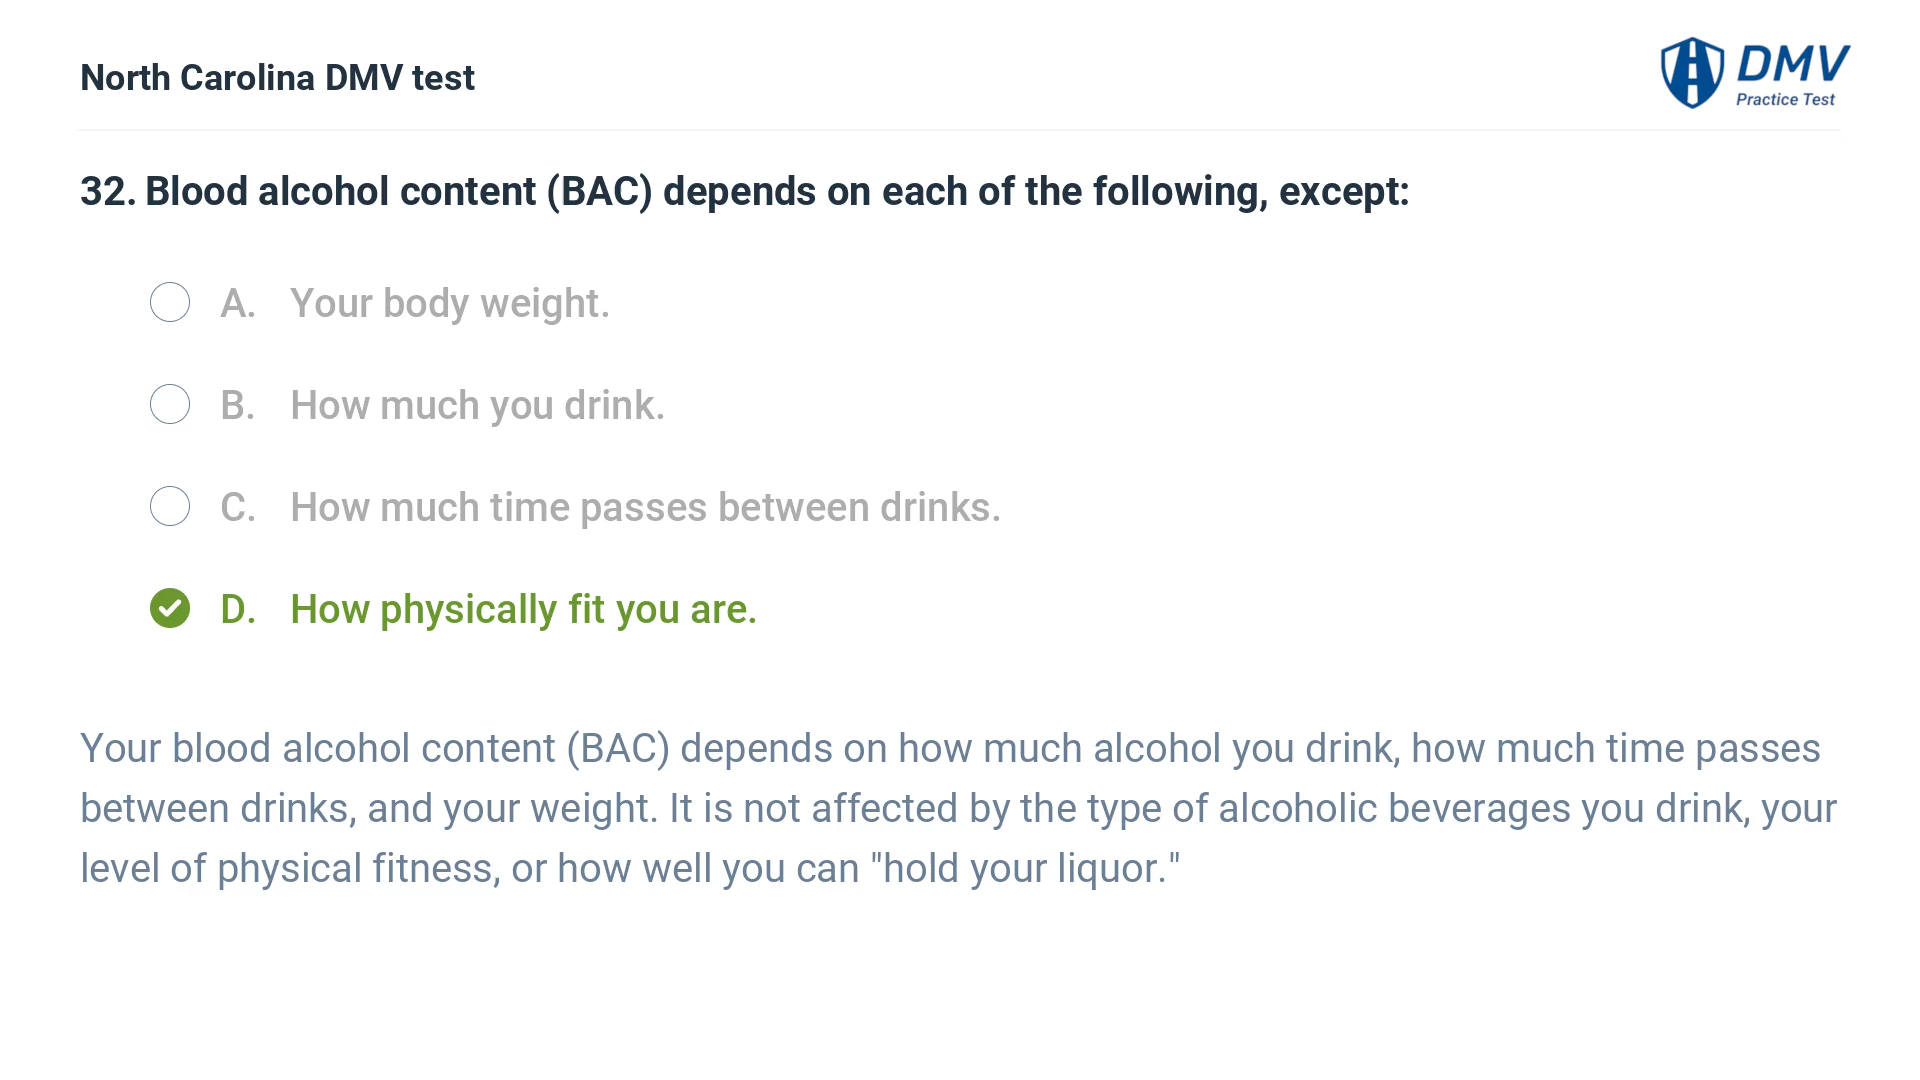 North Carolina DMV test
DMV
Practice Test
32. Blood alcohol content (BAC) depends on each of the following, except:
A. Your body weight.
B. How much you drink.
C. How much time passes between drinks.
D. How physically fit you are.
Your blood alcohol content (BAC) depends on how much alcohol you drink, how much time passes
between drinks, and your weight. It is not affected by the type of alcoholic beverages you drink, your
level of physical fitness, or how well you can "hold your liquor."